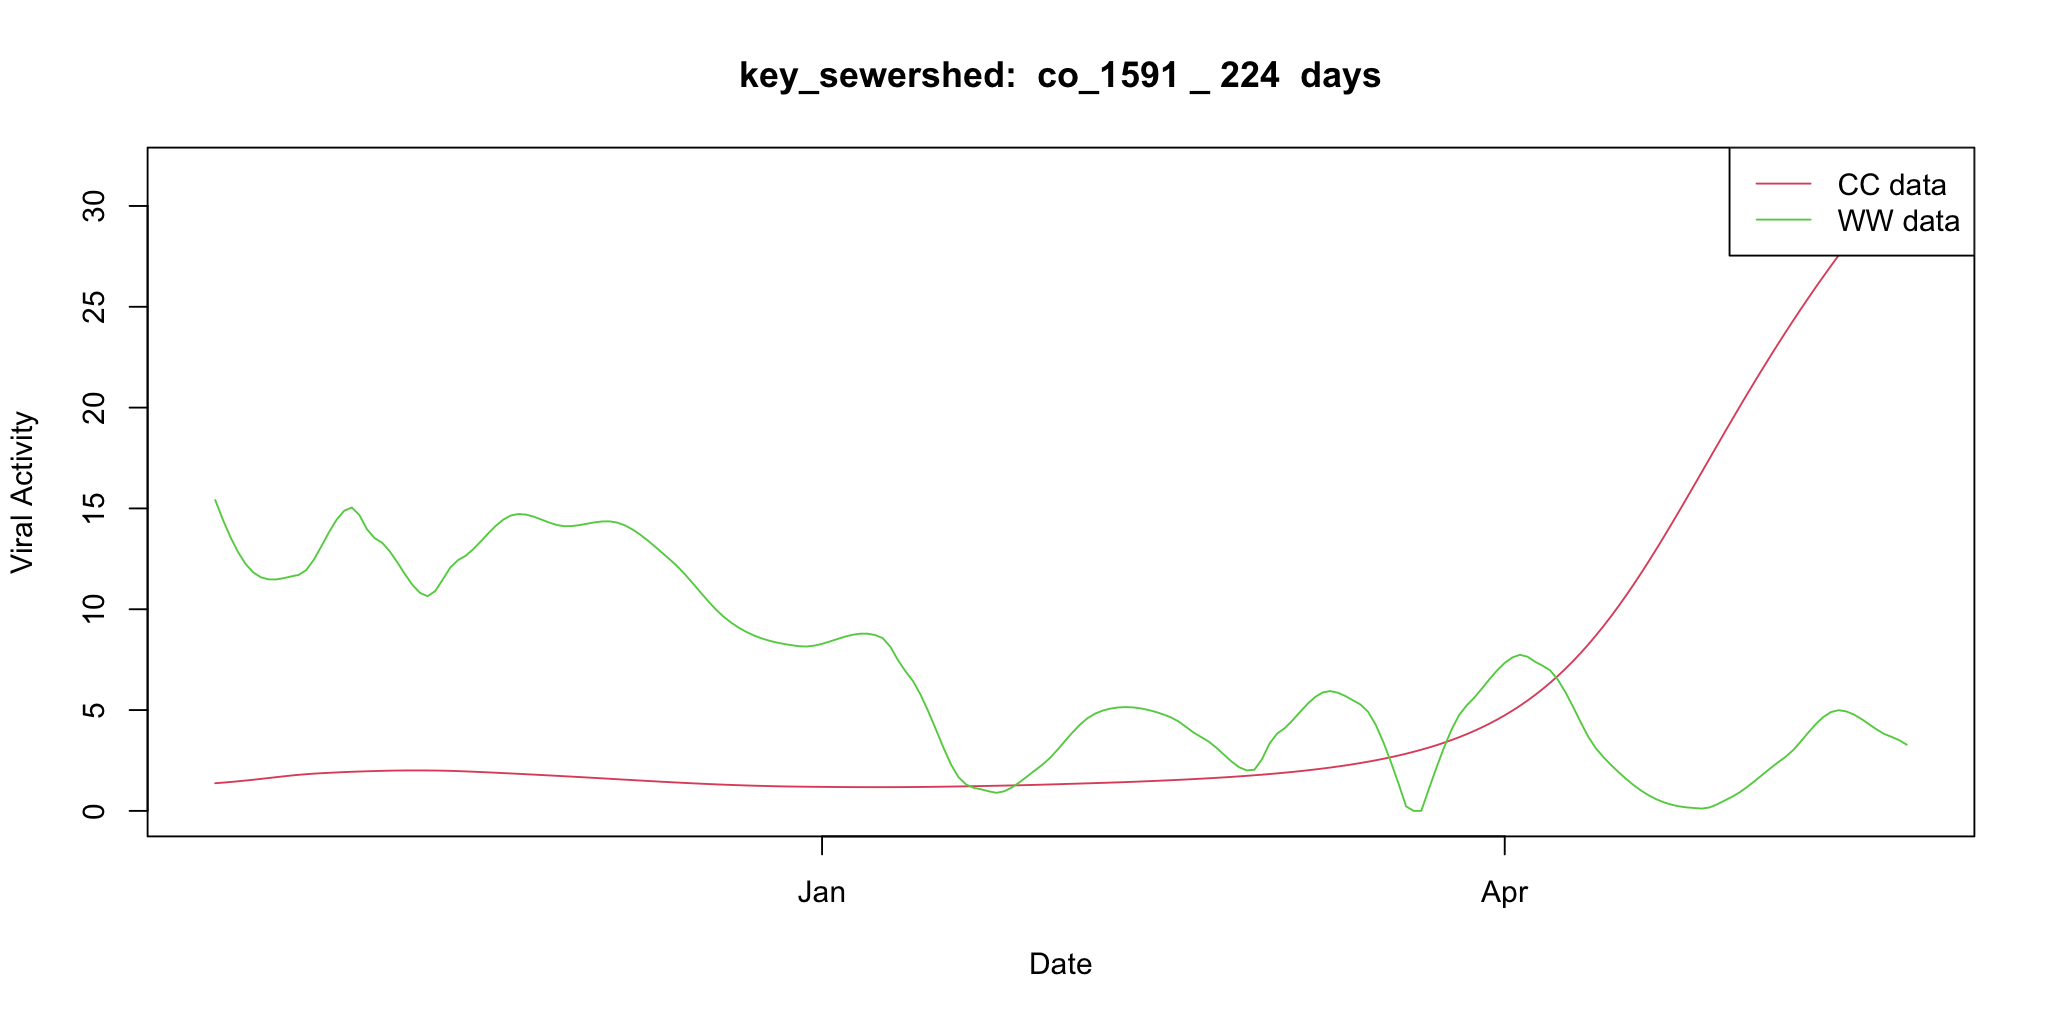 key_sewershed:  co_1591 _ 224  days
CC data
WW data
Viral Activity
30
25
20
15
10
5
0
Jan
Apr
Date